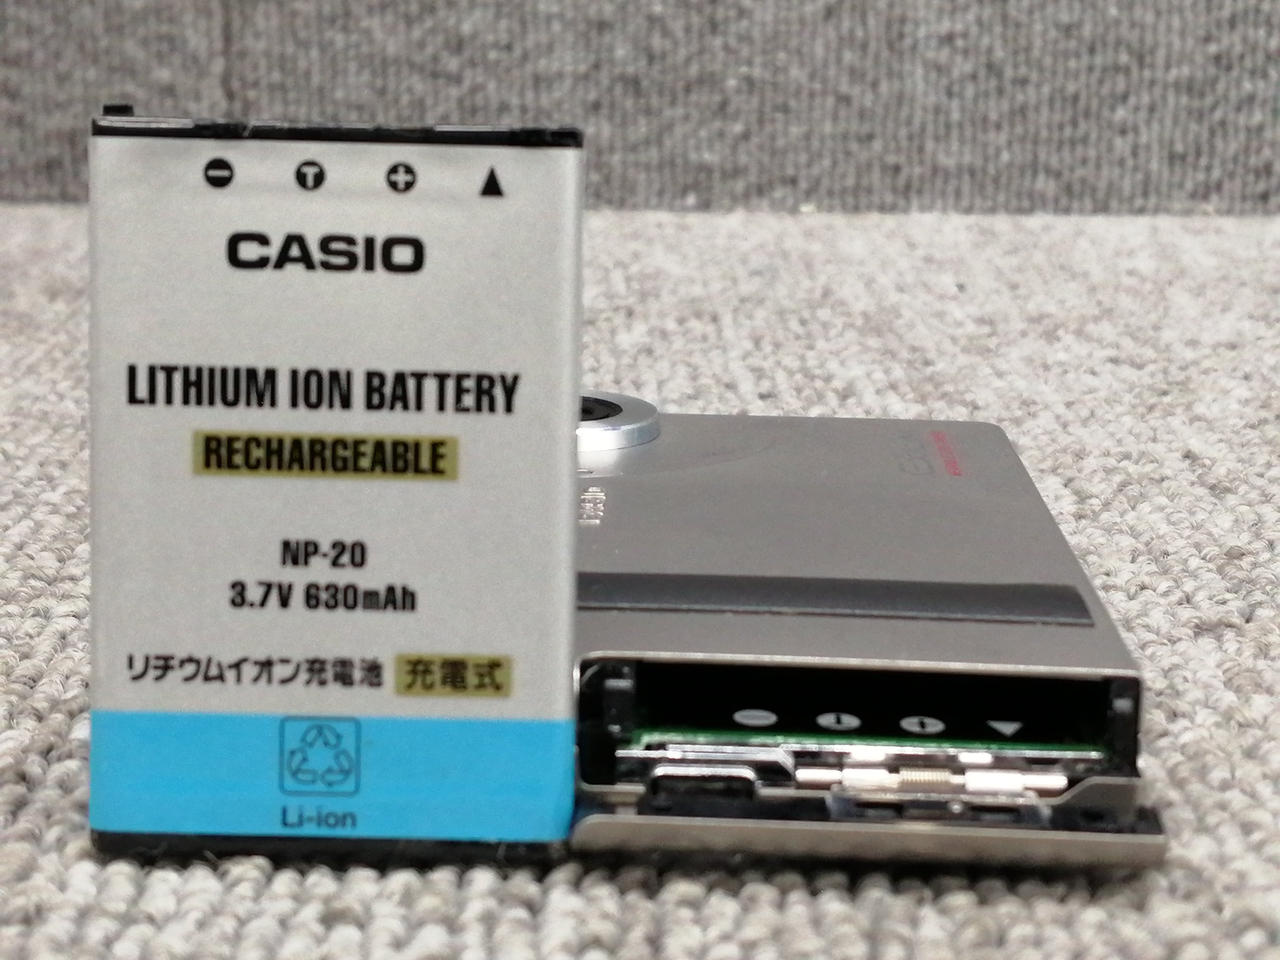 CASIO
LITHIUM ION BATTERY
RECHARGEABLE
NP-20
3.7V 630mAh
リチウムイオン充電池 充電式
Li-ion